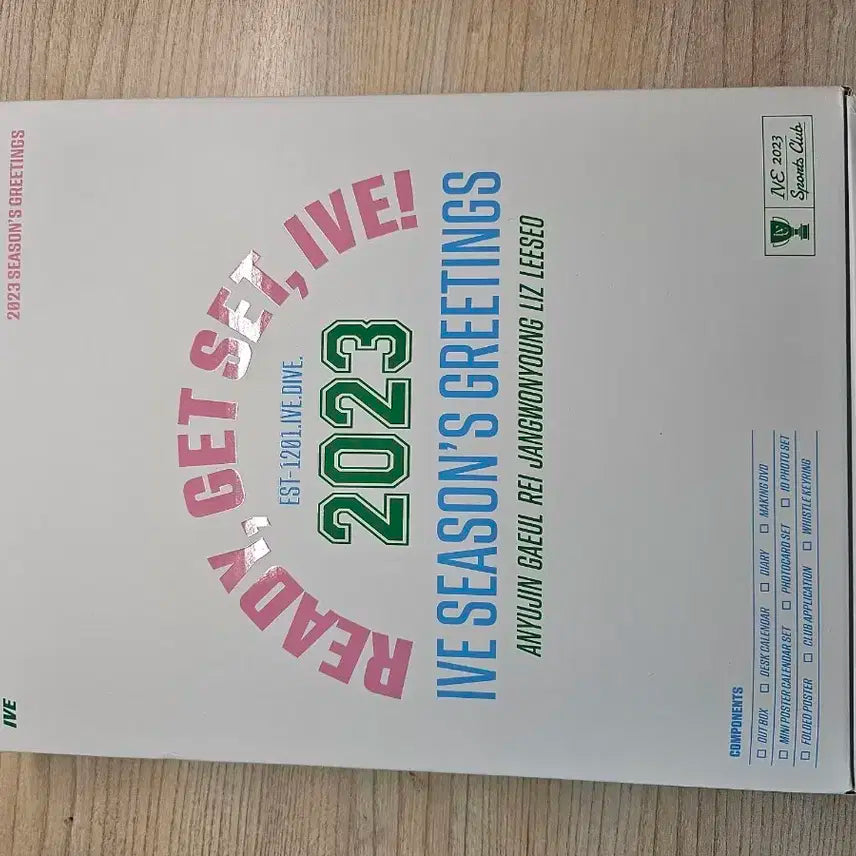 IVE
2023 SEASON'S GREETINGS
READY, GET SET, IVE!
EST-1201.IVE.DIVE.
2023
IVE SEASON'S GREETINGS
ANYUJIN GAEUL REI JANGWONYOUNG LIZ LEESEO
COMPONENTS
□ OUT BOX □ DESK CALENDAR □ DIARY □ MAKING DVD
□ MINI POSTER CALENDAR SET □ PHOTOCARD SET □ ID PHOTO SET
□ FOLDED POSTER □ CLUB APPLICATION □ WHISTLE KEYRING
IVE 2023
Sports Club